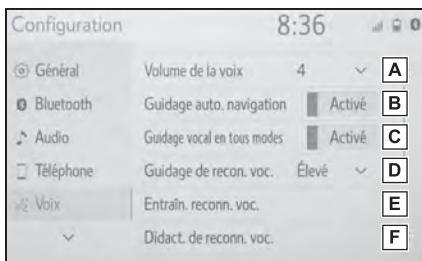 Configuration 8:36 0
Général Volume de la voix 4 A
Bluetooth Guidage auto. navigation Activé B
Audio Guidage vocal en tous modes Activé C
Téléphone Guidage de recon. voc. Élevé D
Voix Entraîn. reconn. voc. E
Didact. de reconn. voc. F